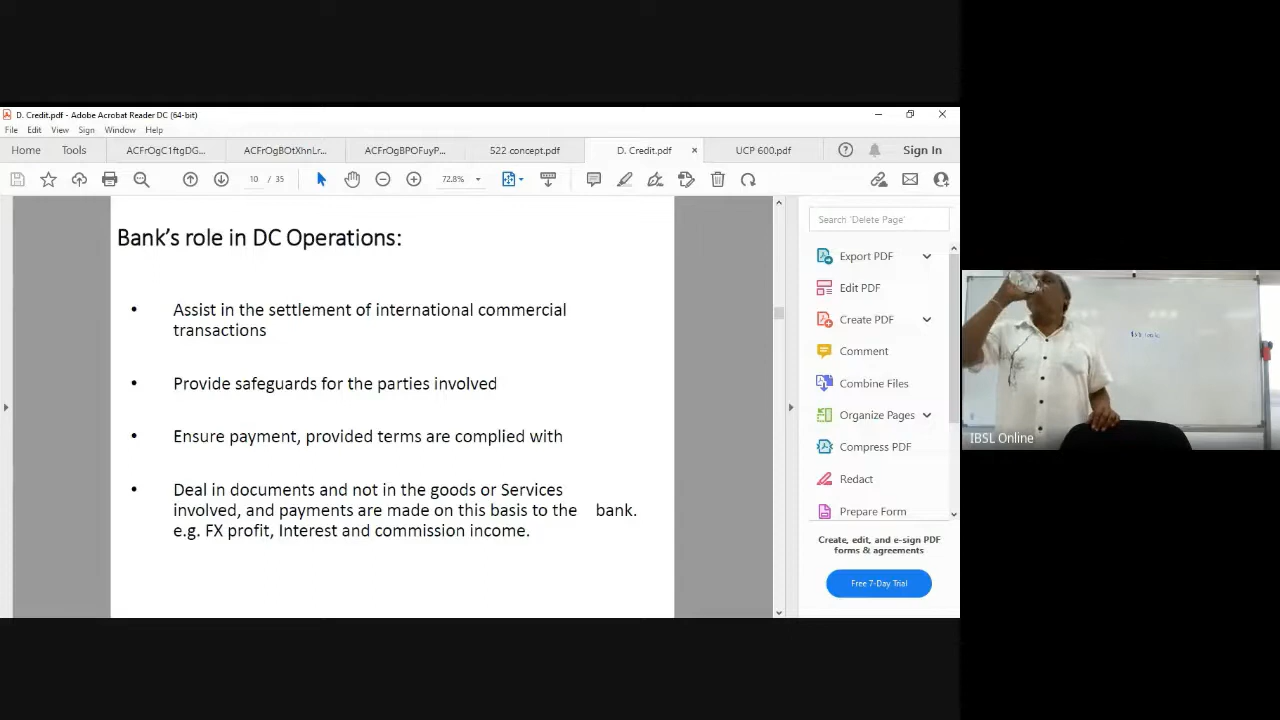 D. Credit.pdf - Adobe Acrobat Reader DC (64-bit)
File Edit View Sign Window Help
Home Tools ACFrOgC1ftgDG... ACFrOgBOtXhnLr... ACFrOgBPOFuyP... 522 concept.pdf D. Credit.pdf × UCP 600.pdf Sign In
10 / 35 72.8%
Bank's role in DC Operations:
• Assist in the settlement of international commercial
transactions
• Provide safeguards for the parties involved
• Ensure payment, provided terms are complied with
• Deal in documents and not in the goods or Services
involved, and payments are made on this basis to the bank.
e.g. FX profit, Interest and commission income.
Search 'Delete Page'
Export PDF
Edit PDF
Create PDF
Comment
Combine Files
Organize Pages
Compress PDF
Redact
Prepare Form
Create, edit, and e-sign PDF
forms & agreements
Free 7-Day Trial
IBSL Online